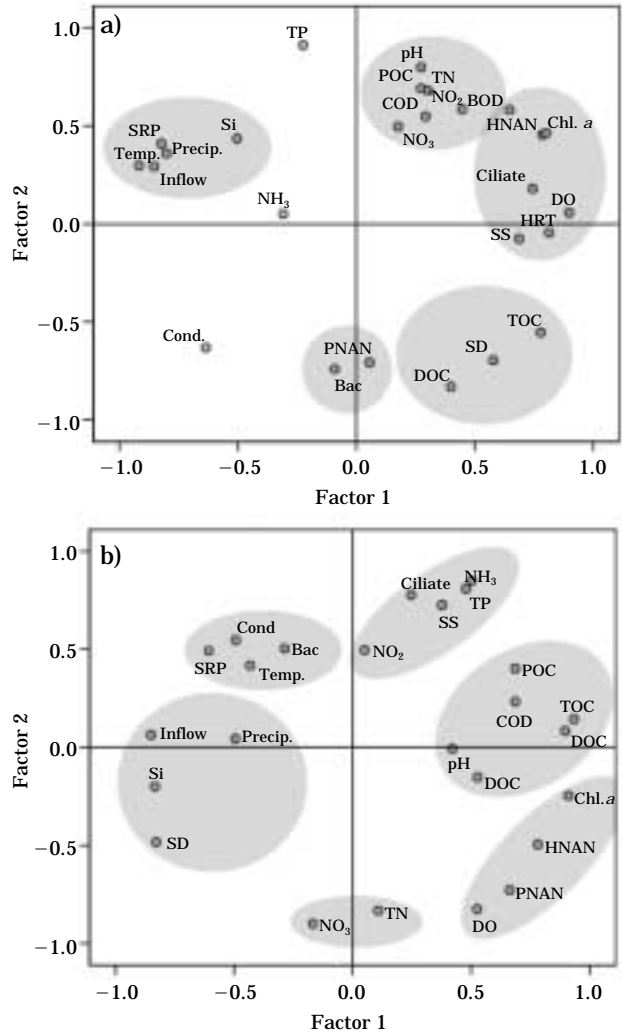 a)
1.0
TP
pH
POC TN
NO₂ BOD
COD
NO₃
HNAN Chl. a
0.5
SRP Si
Precip.
Temp.
Inflow
Ciliate
NH₃
DO
HRT
SS
0.0
Factor 2
−0.5
Cond.
PNAN
Bac
TOC
SD
DOC
−1.0
−1.0 −0.5 0.0 0.5 1.0
Factor 1
b)
1.0
Ciliate NH₃
TP
SS
Cond
Bac
NO₂
0.5
SRP Temp.
POC
COD TOC
DOC
Inflow Precip.
0.0
pH
DOC
Si
Chl.a
Factor 2
−0.5
SD
HNAN
PNAN
DO
NO₃ TN
−1.0
−1.0 −0.5 0.0 0.5 1.0
Factor 1